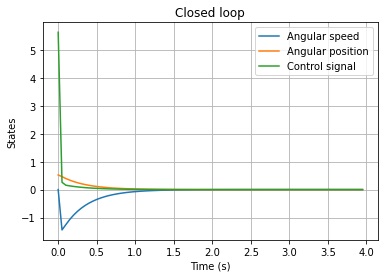 Closed loop
Angular speed
Angular position
Control signal
States
5
4
3
2
1
0
−1
0.0 0.5 1.0 1.5 2.0 2.5 3.0 3.5 4.0
Time (s)